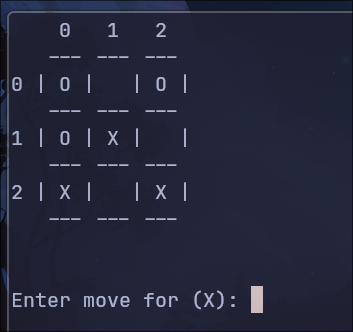 0 1 2
--- --- ---
0 | O |   | O |
--- --- ---
1 | O | X |   |
--- --- ---
2 | X |   | X |
--- --- ---
Enter move for (X):